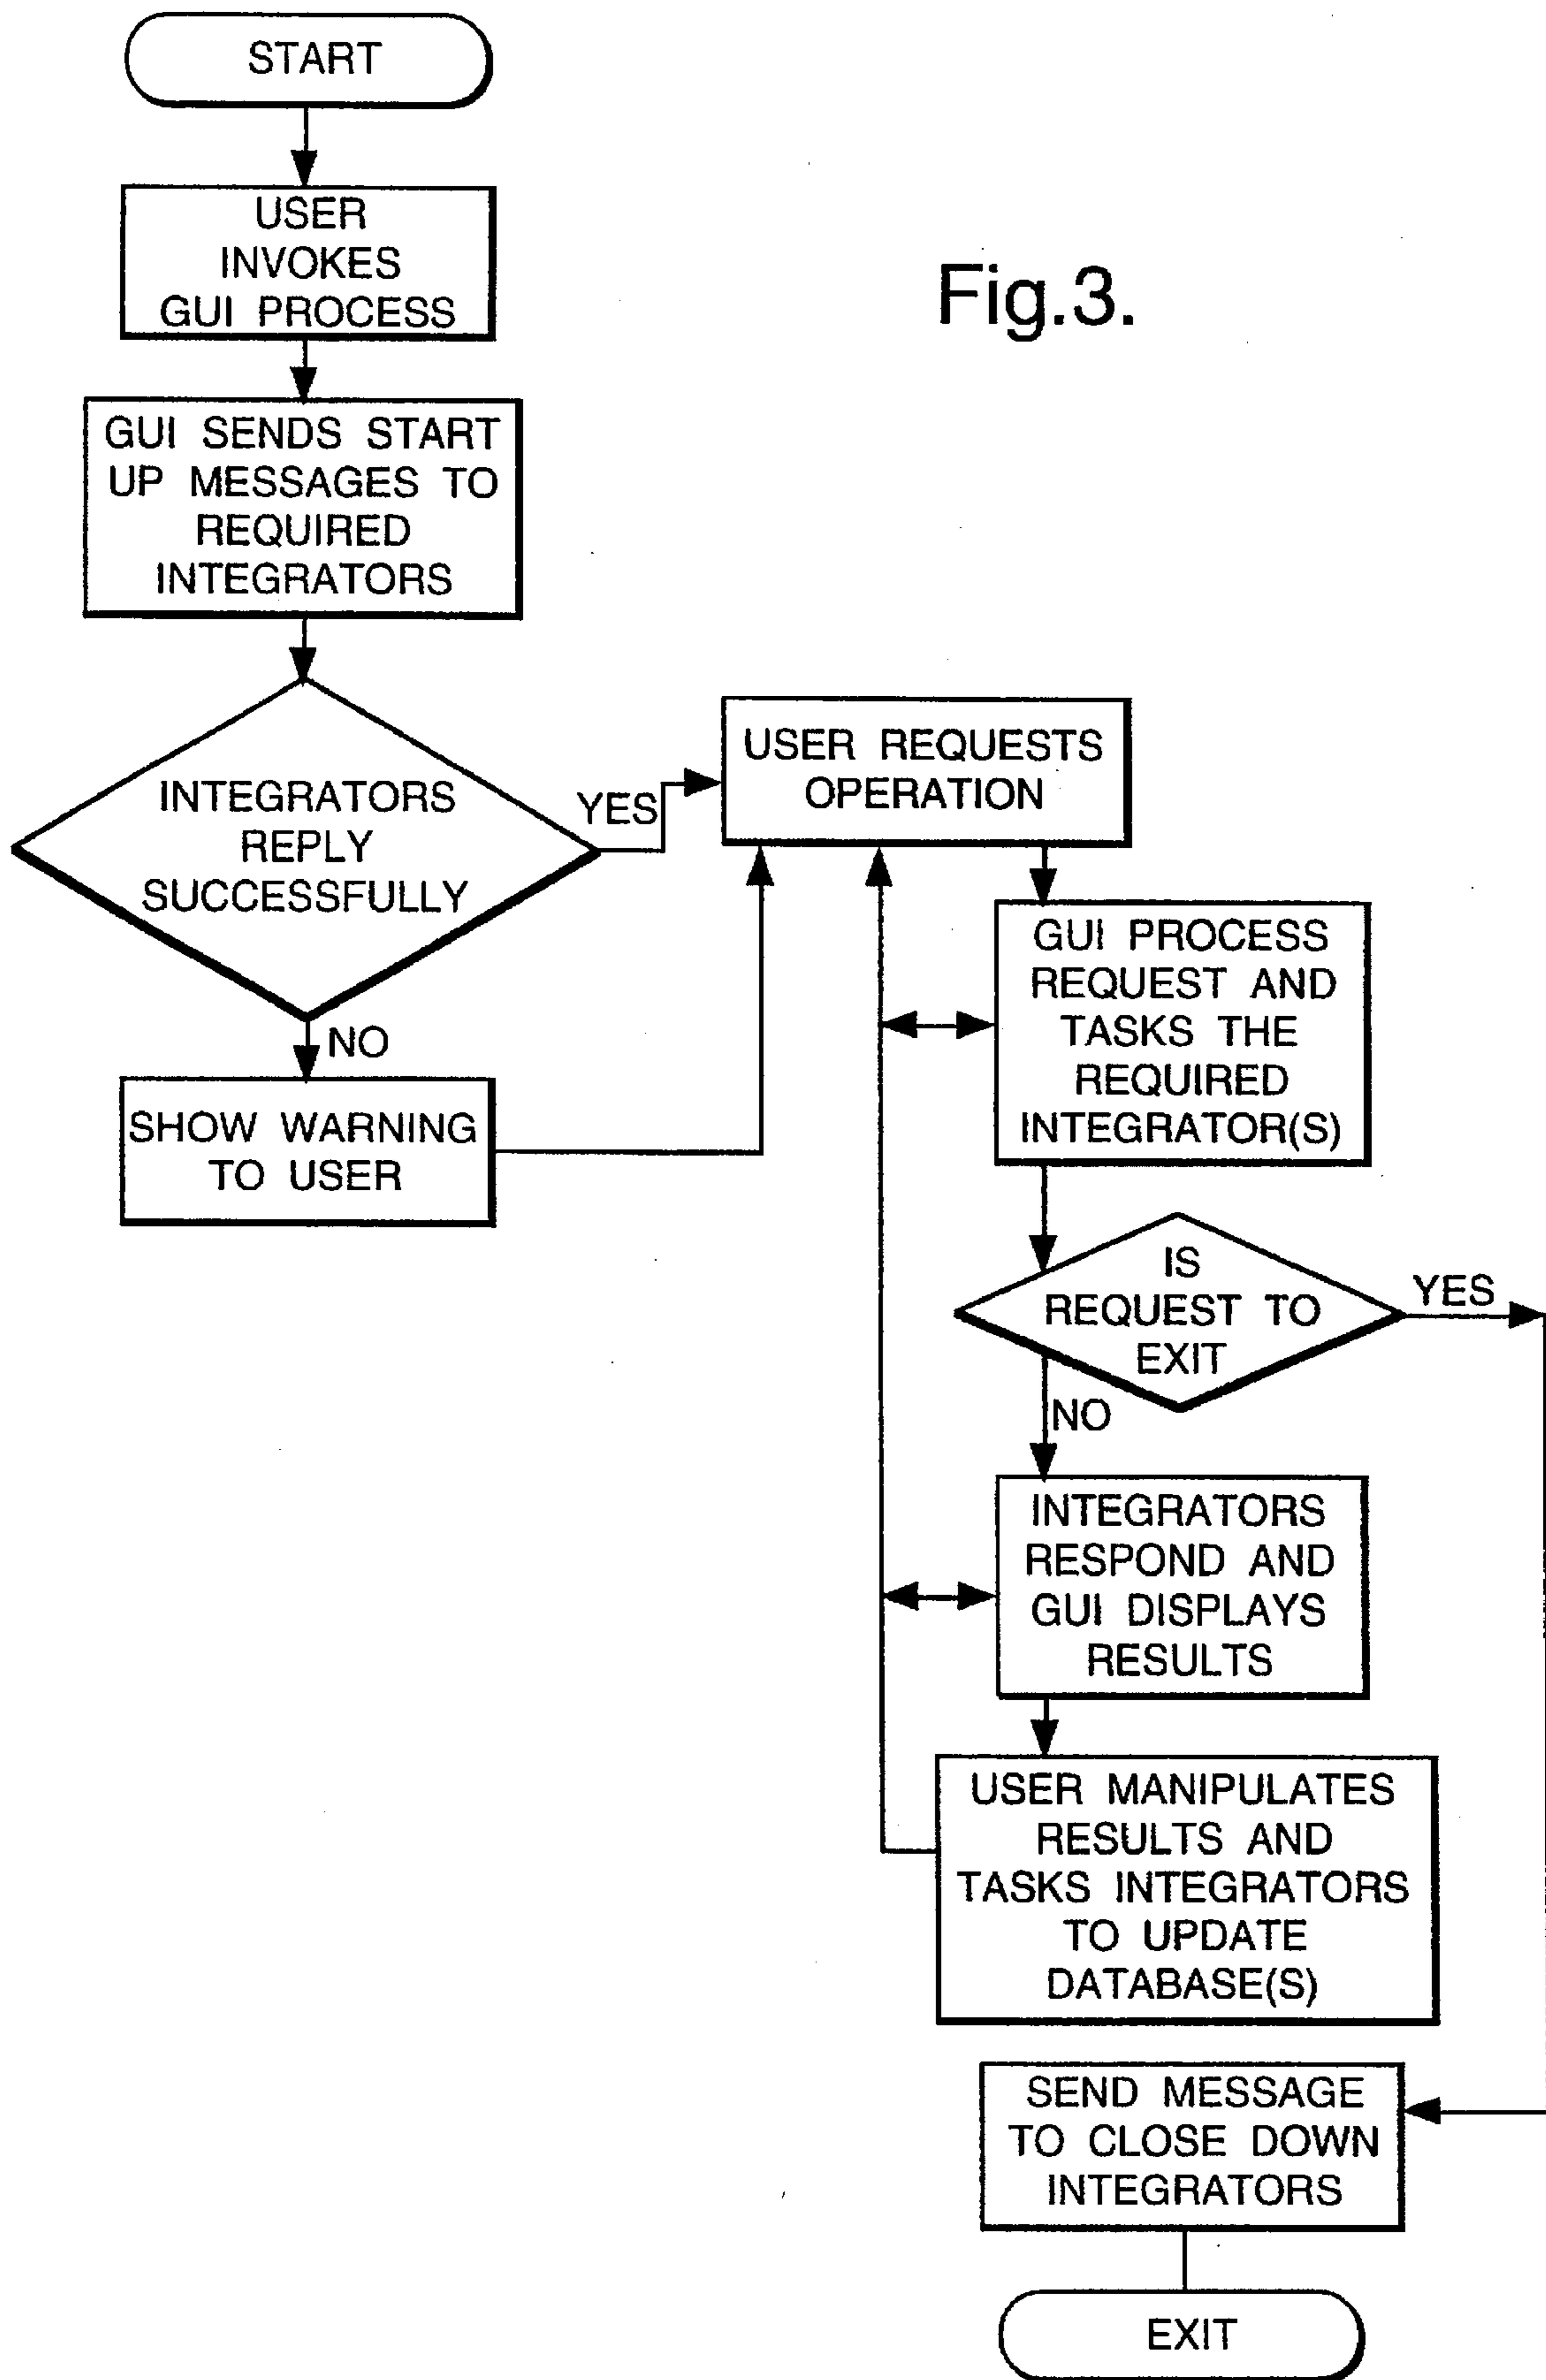 START
USER
INVOKES
GUI PROCESS
Fig.3.
GUI SENDS START
UP MESSAGES TO
REQUIRED
INTEGRATORS
INTEGRATORS
REPLY
SUCCESSFULLY
YES
NO
SHOW WARNING
TO USER
USER REQUESTS
OPERATION
GUI PROCESS
REQUEST AND
TASKS THE
REQUIRED
INTEGRATOR(S)
IS
REQUEST TO
EXIT
YES
NO
INTEGRATORS
RESPOND AND
GUI DISPLAYS
RESULTS
USER MANIPULATES
RESULTS AND
TASKS INTEGRATORS
TO UPDATE
DATABASE(S)
SEND MESSAGE
TO CLOSE DOWN
INTEGRATORS
EXIT